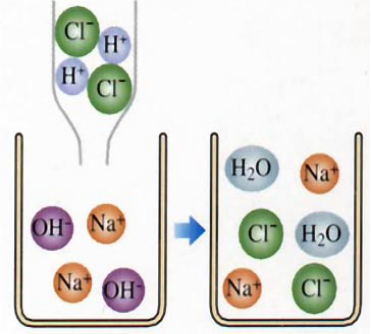 Cl⁻
H⁺
H⁺
Cl⁻
OH⁻ Na⁺
Na⁺ OH⁻
H₂O Na⁺
Cl⁻ H₂O
Na⁺ Cl⁻